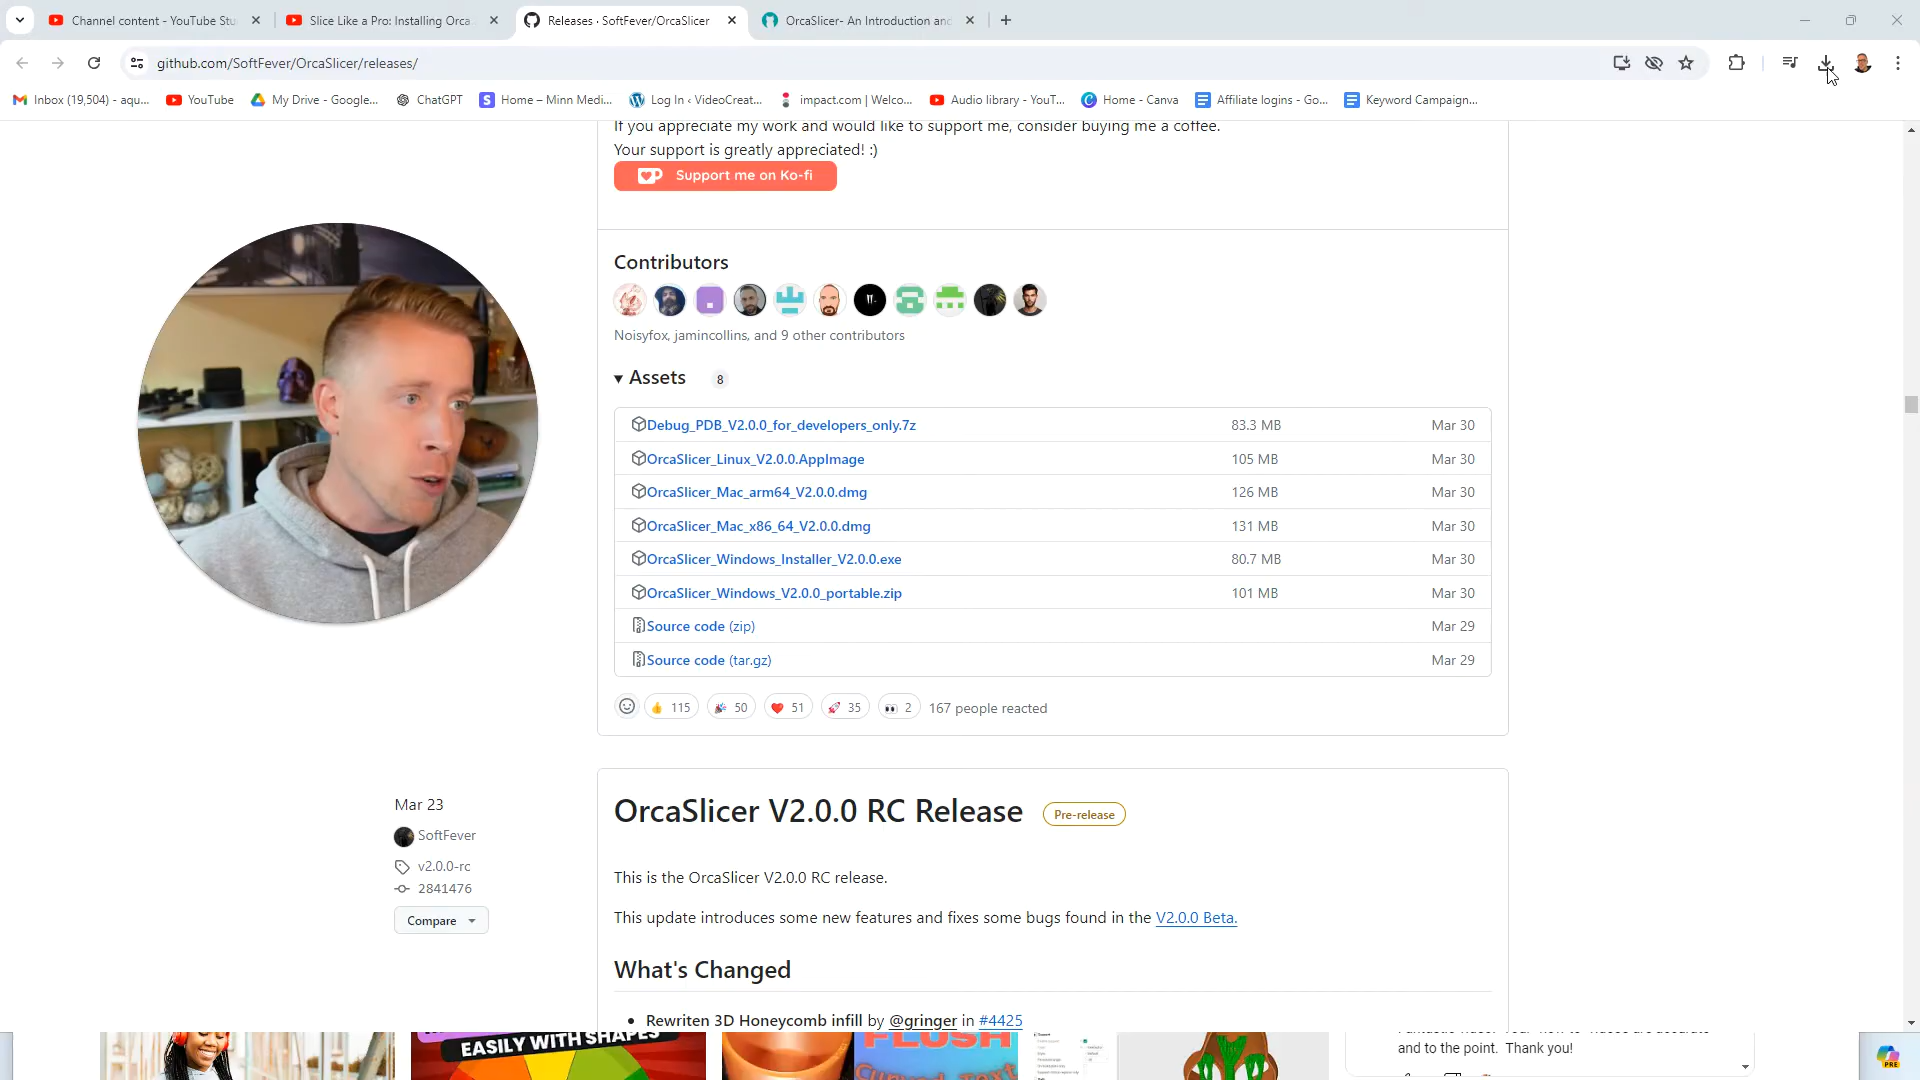 Channel content - YouTube Stu
Slice Like a Pro: Installing Orca
Releases · SoftFever/OrcaSlicer
OrcaSlicer- An Introduction and
github.com/SoftFever/OrcaSlicer/releases/
Inbox (19,504) - aqu...
YouTube
My Drive - Google...
ChatGPT
Home – Minn Medi...
Log In ‹ VideoCreat...
impact.com | Welco...
Audio library - YouT...
Home - Canva
Affiliate logins - Go...
Keyword Campaign...
If you appreciate my work and would like to support me, consider buying me a coffee.
Your support is greatly appreciated! :)
Support me on Ko-fi
Contributors
Noisyfox, jamincollins, and 9 other contributors
Assets 8
Debug_PDB_V2.0.0_for_developers_only.7z 83.3 MB Mar 30
OrcaSlicer_Linux_V2.0.0.AppImage 105 MB Mar 30
OrcaSlicer_Mac_arm64_V2.0.0.dmg 126 MB Mar 30
OrcaSlicer_Mac_x86_64_V2.0.0.dmg 131 MB Mar 30
OrcaSlicer_Windows_Installer_V2.0.0.exe 80.7 MB Mar 30
OrcaSlicer_Windows_V2.0.0_portable.zip 101 MB Mar 30
Source code (zip) Mar 29
Source code (tar.gz) Mar 29
115 50 51 35 2 167 people reacted
Mar 23
SoftFever
v2.0.0-rc
2841476
Compare
OrcaSlicer V2.0.0 RC Release Pre-release
This is the OrcaSlicer V2.0.0 RC release.
This update introduces some new features and fixes some bugs found in the V2.0.0 Beta.
What's Changed
• Rewriten 3D Honeycomb infill by @gringer in #4425
EASILY WITH SHAPES
FLUSH
Curved Text
and to the point. Thank you!
PRE